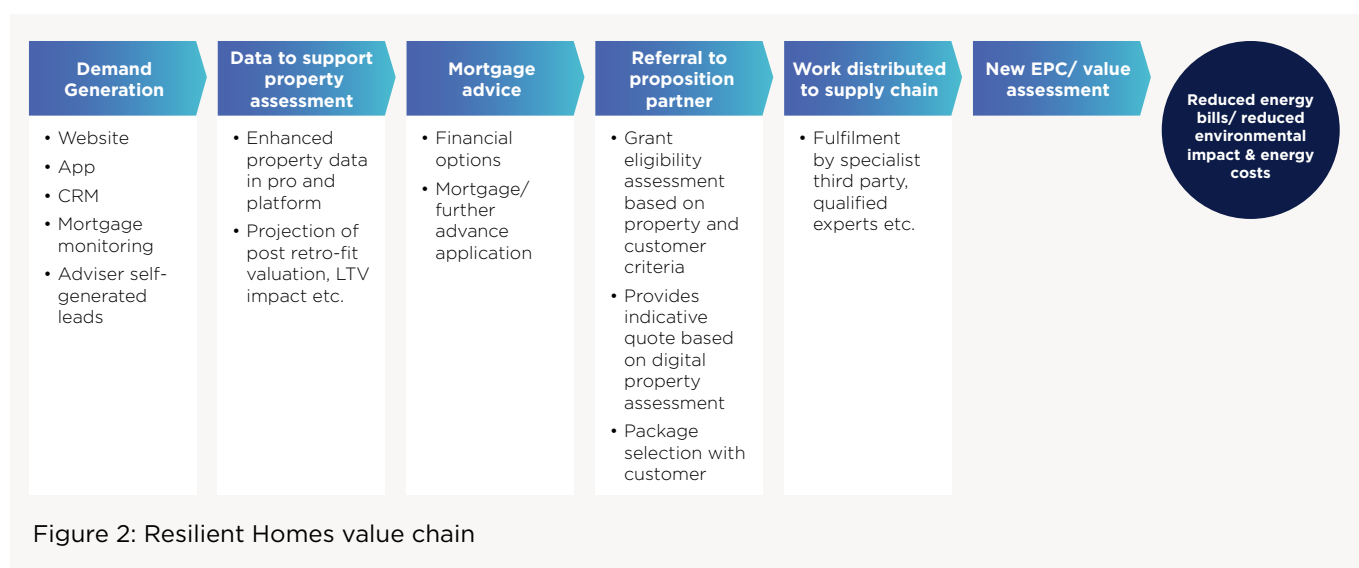 Demand
Generation
• Website
• App
• CRM
• Mortgage
monitoring
• Adviser self-
generated
leads
Data to support
property
assessment
• Enhanced
property data
in pro and
platform
• Projection of
post retro-fit
valuation, LTV
impact etc.
Mortgage
advice
• Financial
options
• Mortgage/
further
advance
application
Referral to
proposition
partner
• Grant
eligibility
assessment
based on
property and
customer
criteria
• Provides
indicative
quote based
on digital
property
assessment
• Package
selection with
customer
Work distributed
to supply chain
• Fulfilment
by specialist
third party,
qualified
experts etc.
New EPC/ value
assessment
Reduced energy
bills/ reduced
environmental
impact & energy
costs
Figure 2: Resilient Homes value chain